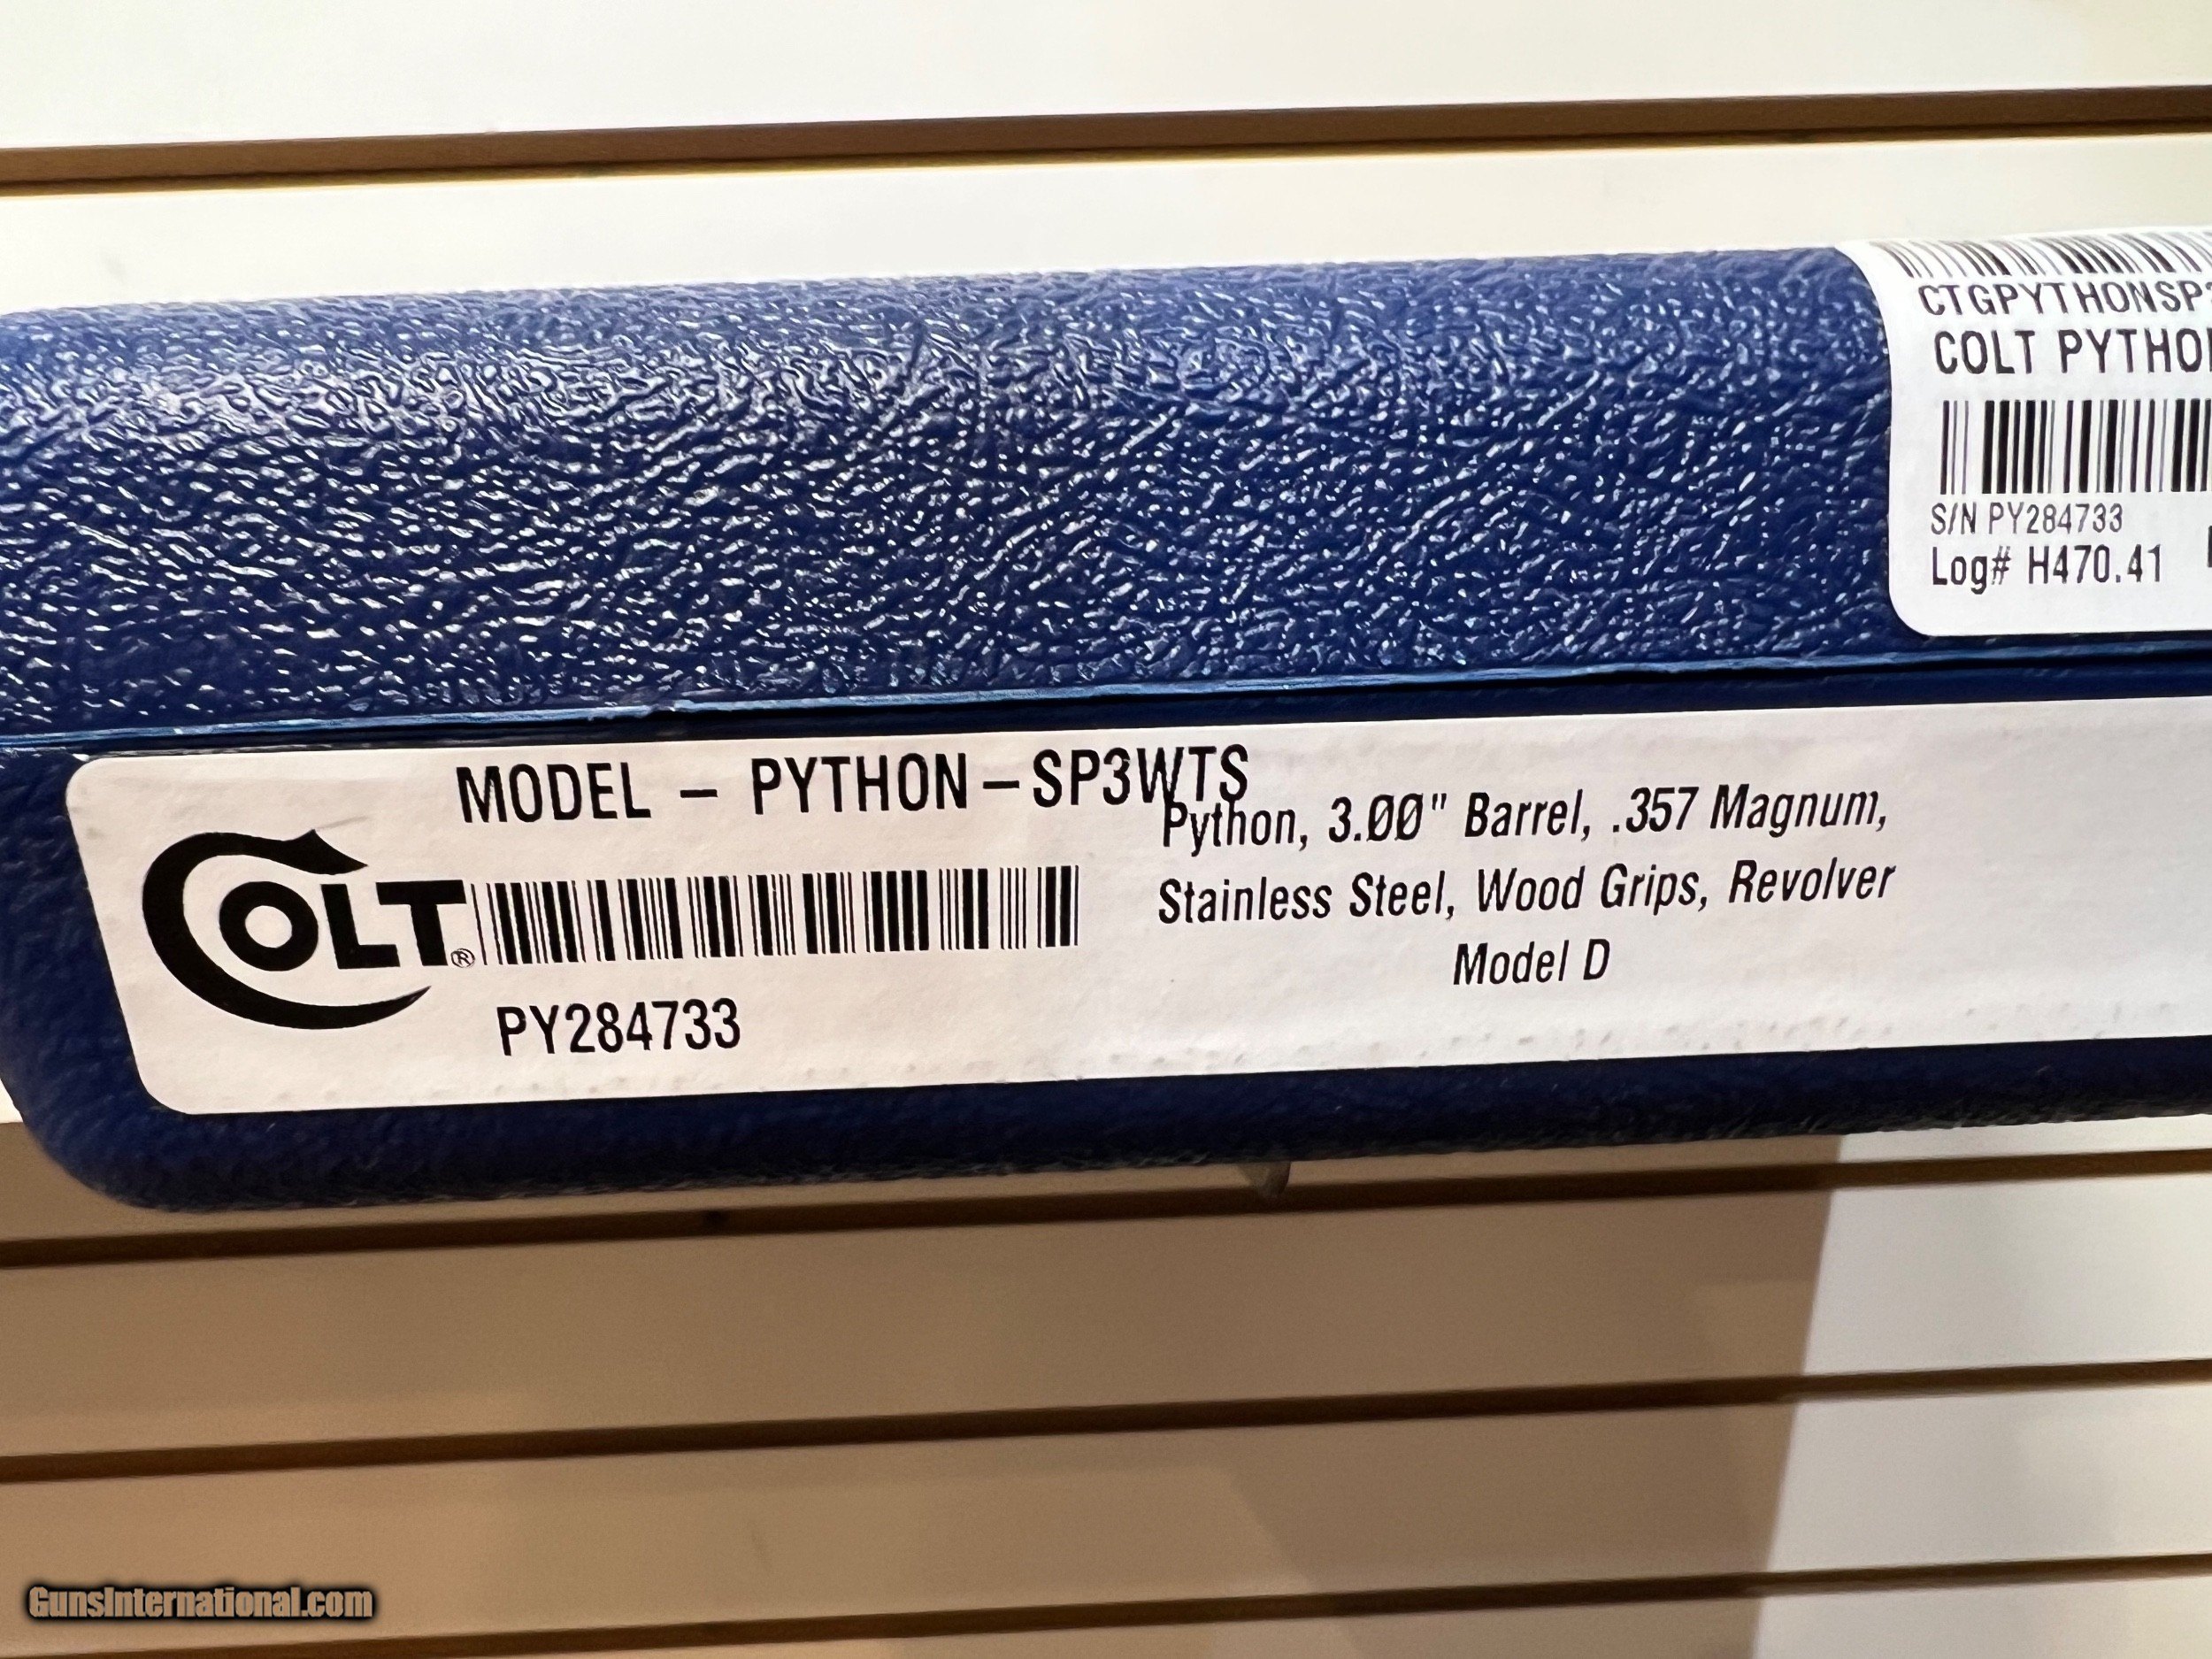 CTGPYTHONSP
COLT PYTHO
S/N PY284733
Log# H470.41
MODEL - PYTHON-SP3WTS
Python, 3.00" Barrel, .357 Magnum,
COLT®
Stainless Steel, Wood Grips, Revolver
Model D
PY284733
GunsInternational.com